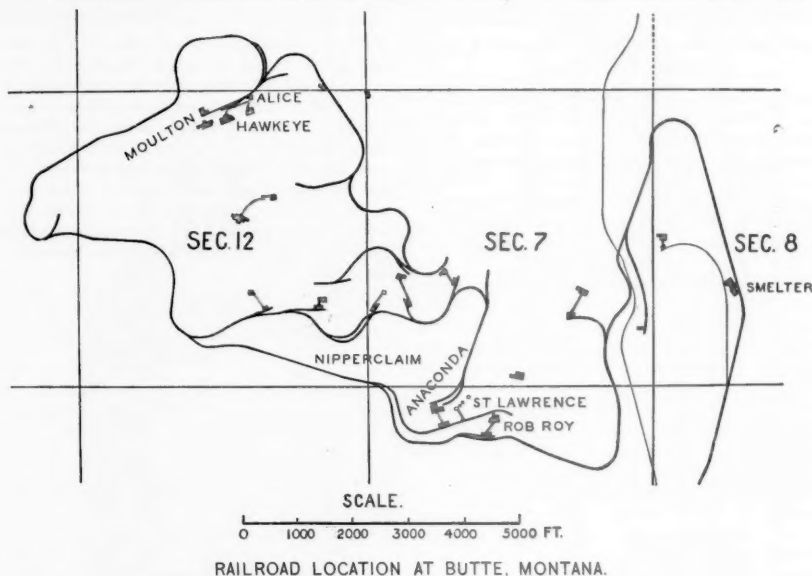 ALICE
MOULTON
HAWKEYE
SEC. 12
SEC. 7
SEC. 8
SMELTER
NIPPERCLAIM
ANACONDA
ST LAWRENCE
ROB ROY
SCALE.
0 1000 2000 3000 4000 5000 FT.
RAILROAD LOCATION AT BUTTE, MONTANA.